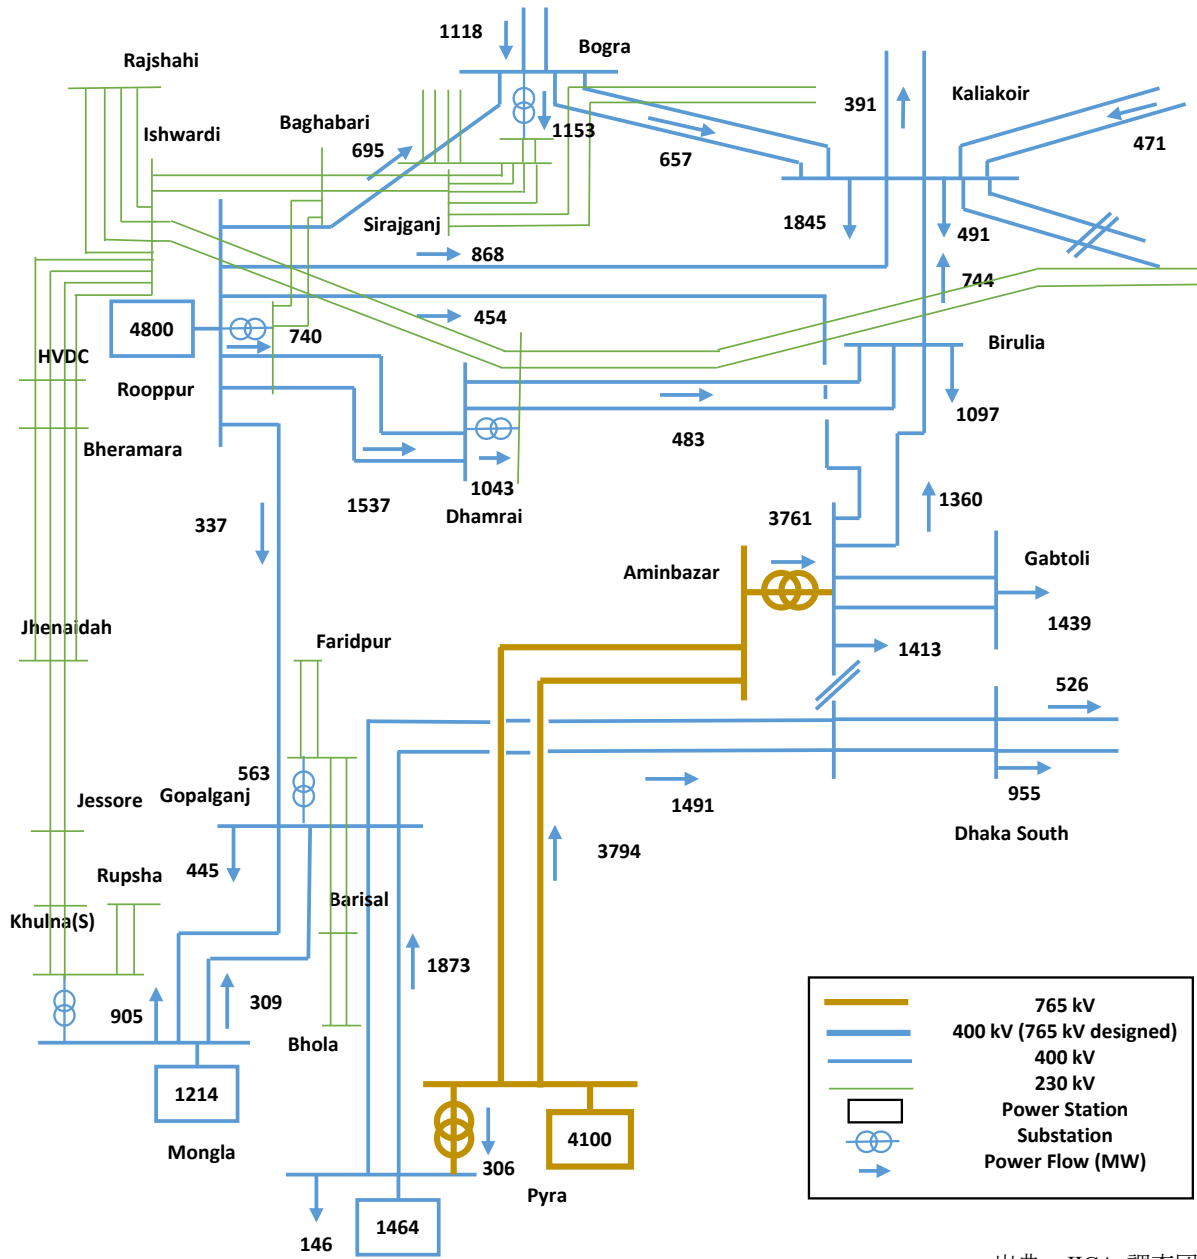 1118
Bogra
Rajshahi
391
Kaliakoir
Ishwardi
Baghabari
695
1153
657
471
Sirajganj
1845
491
868
744
4800
740
454
HVDC
Rooppur
Birulia
1097
Bheramara
483
1043
337
1537
Dhamrai
1360
3761
Aminbazar
Gabtoli
Jhenaidah
Faridpur
1439
1413
526
563
Jessore
Gopalganj
1491
955
Dhaka South
445
3794
Rupsha
Barisal
Khulna(S)
1873
905
309
Bhola
1214
Mongla
4100
306
Pyra
146
1464
765 kV
400 kV (765 kV designed)
400 kV
230 kV
Power Station
Substation
Power Flow (MW)